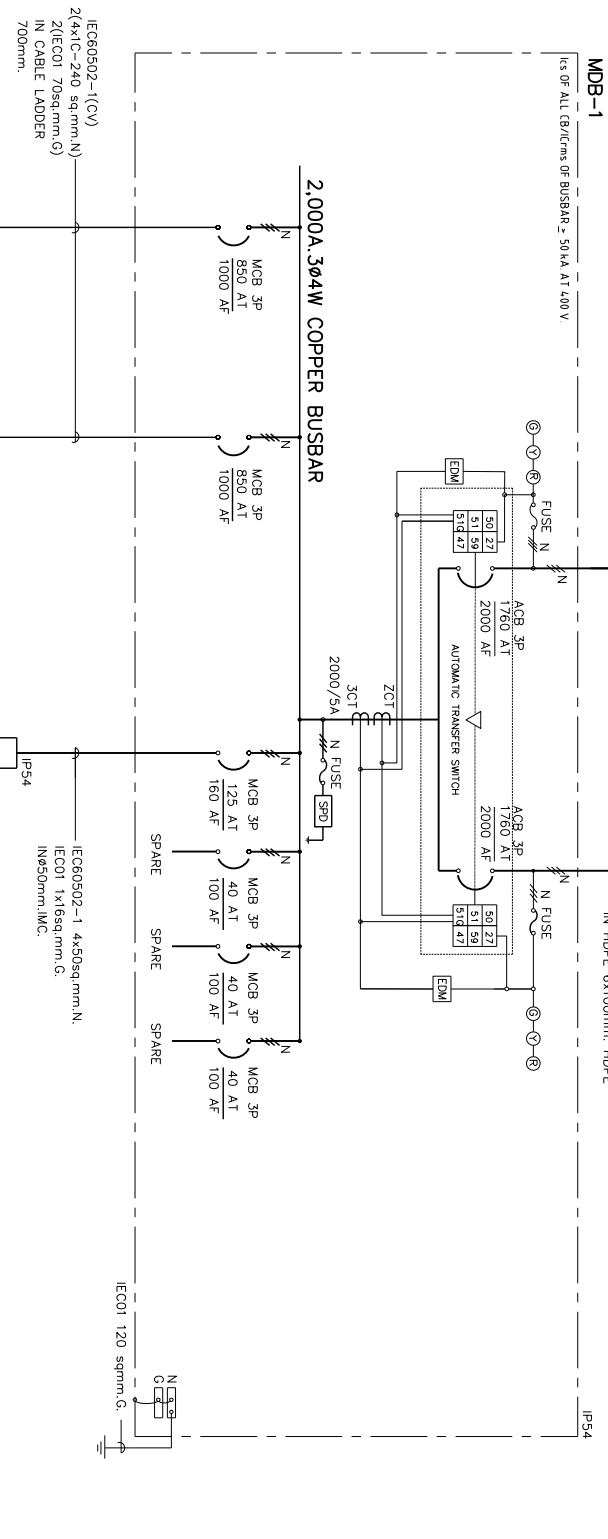 MDB-1
Ics OF ALL CB/ICrms OF BUSBAR ≥ 50 kA AT 400 V.
IP54
G Y R
FUSE
N
N
EDM
50 27
51 59
51G 47
ACB 3P
1760 AT
2000 AF
AUTOMATIC TRANSFER SWITCH
ACB 3P
1760 AT
2000 AF
N
N FUSE
50 27
51 59
51G 47
EDM
G Y R
ZCT
3CT
2000/5A
N FUSE
SPD
2,000A.3ø4W COPPER BUSBAR
N
MCB 3P
850 AT
1000 AF
N
MCB 3P
850 AT
1000 AF
N
MCB 3P
125 AT
160 AF
N
MCB 3P
40 AT
100 AF
SPARE
N
MCB 3P
40 AT
100 AF
SPARE
N
MCB 3P
40 AT
100 AF
SPARE
N
G
IEC01 120 sqmm.G.
IEC60502-1(CV)
2(4x1C-240 sq.mm.N)
2(IEC01 70sq.mm.G)
IN CABLE LADDER
700mm.
IP54
IEC60502-1 4x50sq.mm.N.
IEC01 1x16sq.mm.G.
INø50mm.IMC.